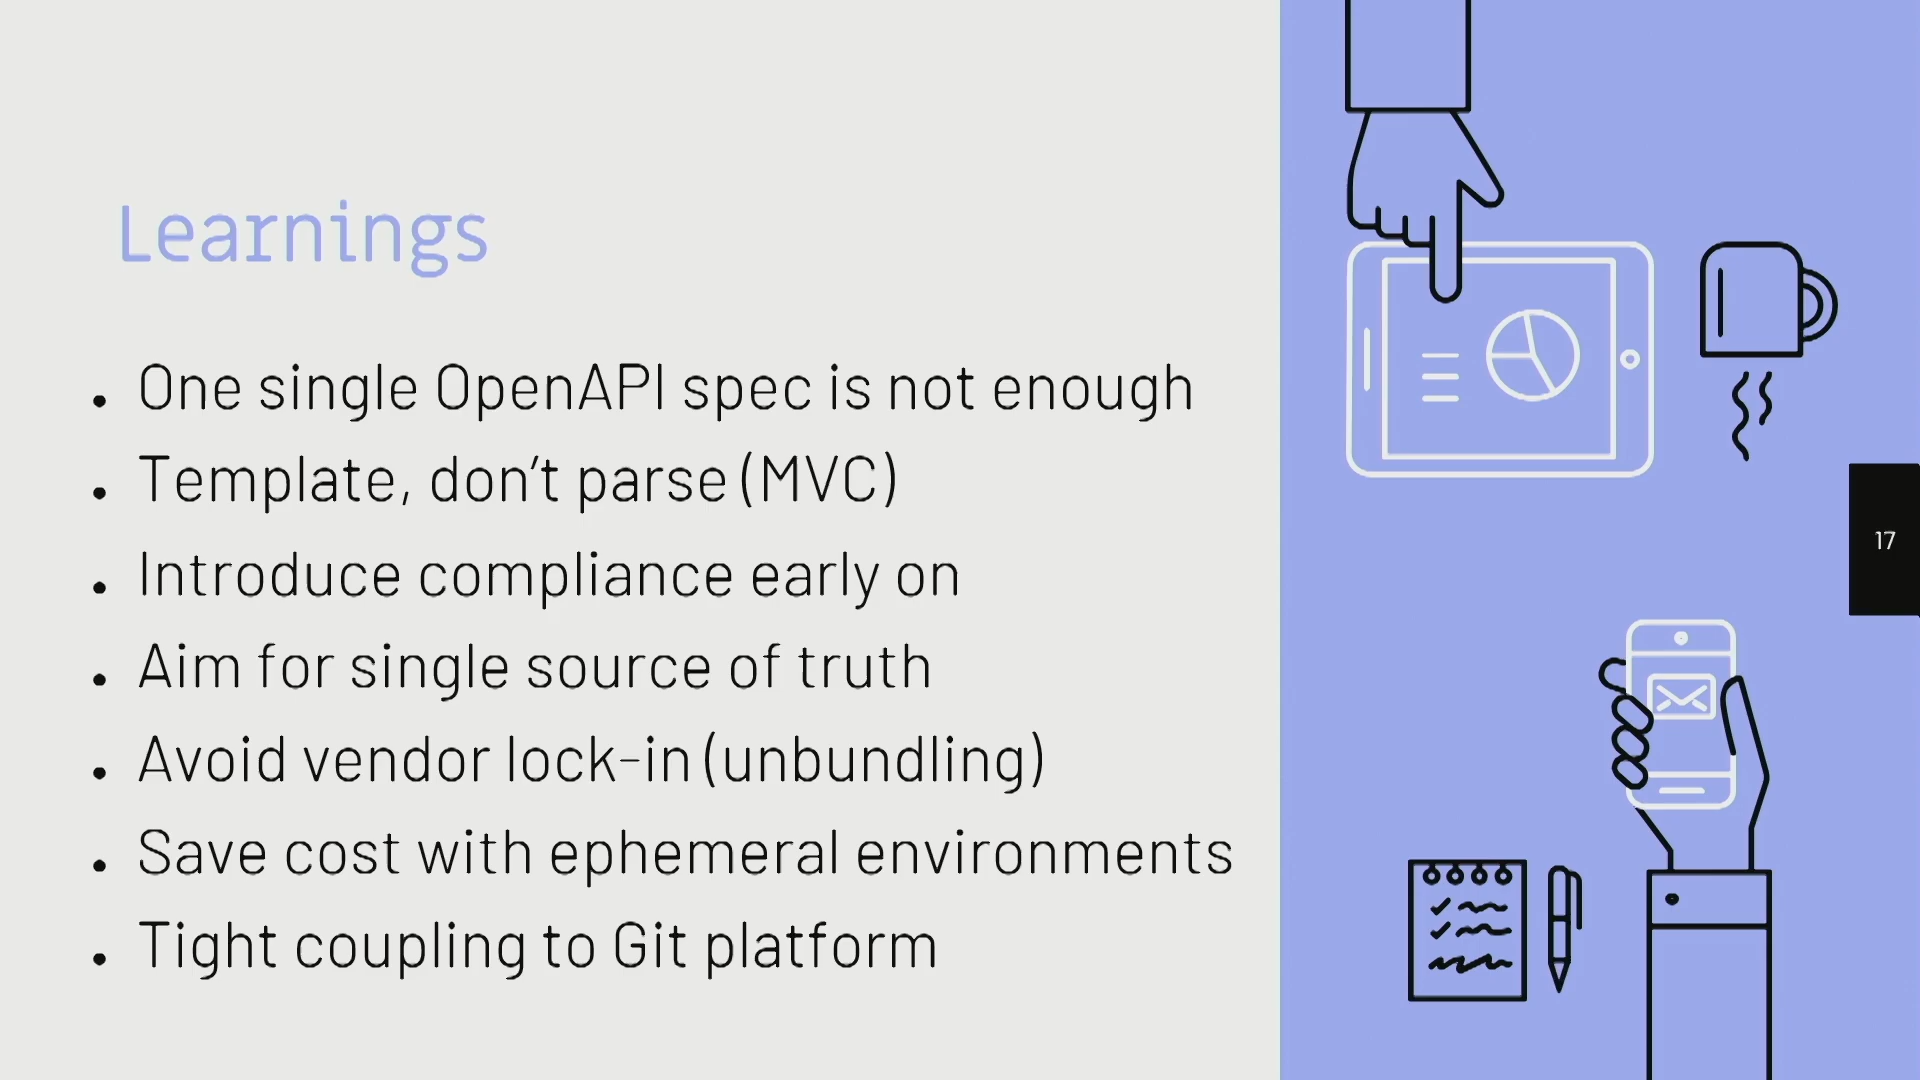 Learnings
One single OpenAPI spec is not enough
Template, don’t parse (MVC)
Introduce compliance early on
Aim for single source of truth
Avoid vendor lock-in (unbundling)
Save cost with ephemeral environments
Tight coupling to Git platform
17